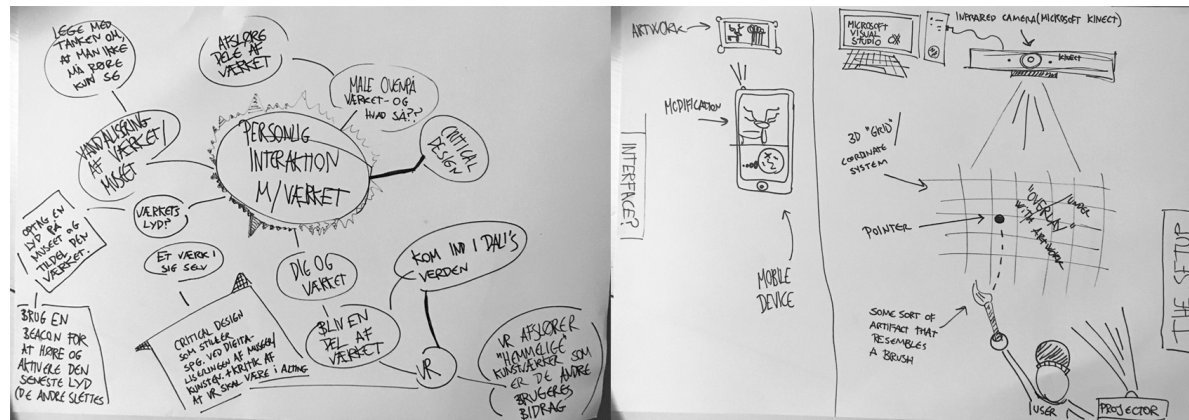 LEGE MED
TANKEN OM,
AT MAN IKKE
MÅ RØRE
KUN SE
AFSLØRE
DELE AF
VÆRKET
MALE OVENPÅ
VÆRKET - OG
HVAD SÅ??
CRITICAL
DESIGN
VANDALISERING
AF VÆRKET/
MUSEET
PERSONLIG
INTERAKTION
M/VÆRKET
OPTAG EN
LYD PÅ
MUSEET OG
TILDEL DEN
VÆRKET.
VÆRKETS
LYD?
ET VÆRK I
SIG SELV
DIG OG
VÆRKET
KOM IND I DALI'S
VERDEN
BRUG EN
BEACON FOR
AT HØRE OG
AKTIVERE DEN
SENESTE LYD
(DE ANDRE SLETTES
CRITICAL DESIGN
SOM STILLER
SPG. VED DIGITA-
LISERINGEN AF MUSEER/
KUNSTEN + KRITIK AF
AT VR SKAL VÆRE I ALTING
BLIV EN
DEL AF
VÆRKET
VR
VR AFSLØRER
"HEMMELIGE"
KUNSTVÆRKER SOM
ER DE ANDRE
BRUGERES
BIDRAG
ARTWORK
MODIFICATION
INTERFACE?
MOBILE
DEVICE
MICROSOFT
VISUAL
STUDIO
INFRARED CAMERA (MICROSOFT KINECT)
KINECT
3D "GRID"/
COORDINATE
SYSTEM
"OVERLAY"/UNDER
WITH ARTWORK
POINTER
THE SETUP
SOME SORT OF
ARTIFACT THAT
RESEMBLES
A BRUSH
USER
PROJECTOR